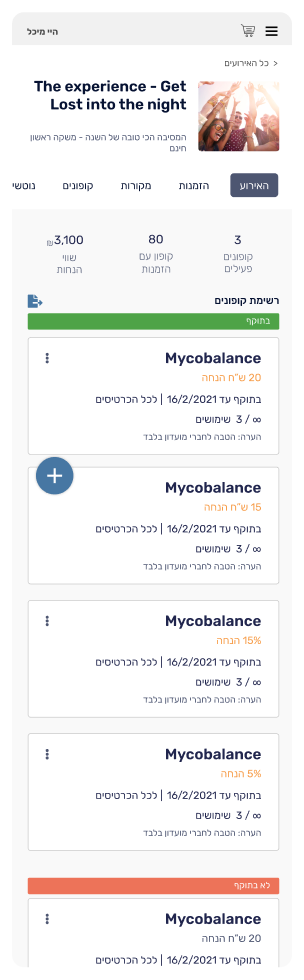 היי מיכל
< כל האירועים
The experience - Get
Lost into the night
המסיבה הכי טובה של השנה - משקה ראשון
חינם
האירוע
הזמנות
מקורות
קופונים
נוטשי
3
קופונים
פעילים
80
קופון עם
הזמנות
₪3,100
שווי
הנחות
רשימת קופונים
בתוקף
Mycobalance
20 ש"ח הנחה
בתוקף עד 16/2/2021 | לכל הכרטיסים
∞ / 3 שימושים
הערה: הטבה לחברי מועדון בלבד
Mycobalance
15 ש"ח הנחה
בתוקף עד 16/2/2021 | לכל הכרטיסים
∞ / 3 שימושים
הערה: הטבה לחברי מועדון בלבד
Mycobalance
15% הנחה
בתוקף עד 16/2/2021 | לכל הכרטיסים
∞ / 3 שימושים
הערה: הטבה לחברי מועדון בלבד
Mycobalance
5% הנחה
בתוקף עד 16/2/2021 | לכל הכרטיסים
∞ / 3 שימושים
הערה: הטבה לחברי מועדון בלבד
לא בתוקף
Mycobalance
20 ש"ח הנחה
בתוקף עד 16/2/2021 | לכל הכרטיסים